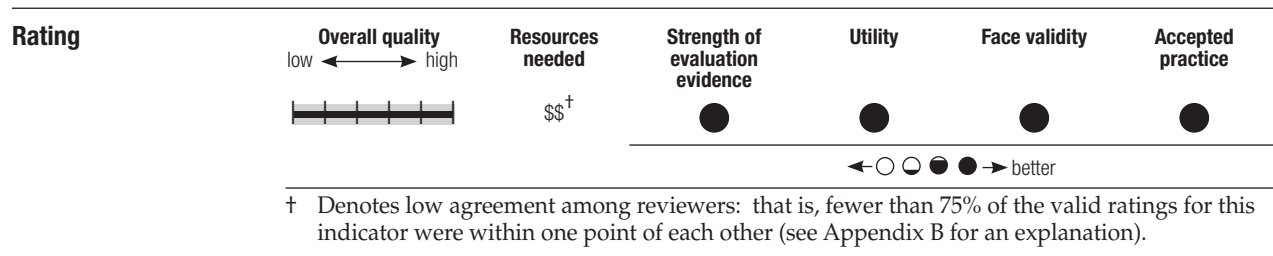 Rating
Overall quality
low high
Resources
needed
Strength of
evaluation
evidence
Utility
Face validity
Accepted
practice
$$†
better
† Denotes low agreement among reviewers: that is, fewer than 75% of the valid ratings for this
indicator were within one point of each other (see Appendix B for an explanation).